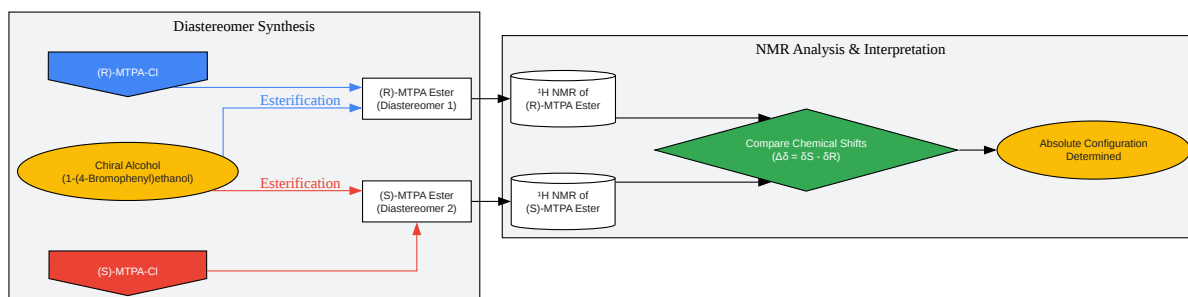 Diastereomer Synthesis
(R)-MTPA-Cl
Esterification
(R)-MTPA Ester
(Diastereomer 1)
Chiral Alcohol
(1-(4-Bromophenyl)ethanol)
Esterification
(S)-MTPA Ester
(Diastereomer 2)
(S)-MTPA-Cl
NMR Analysis & Interpretation
¹H NMR of
(R)-MTPA Ester
Compare Chemical Shifts
(Δδ = δS - δR)
Absolute Configuration
Determined
¹H NMR of
(S)-MTPA Ester